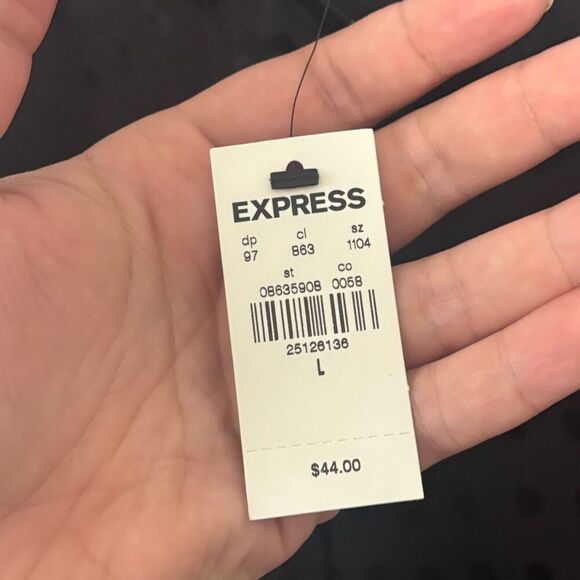 EXPRESS
dp cl sz
97 863 1104
st co
08635908 0058
25126136
L
$44.00